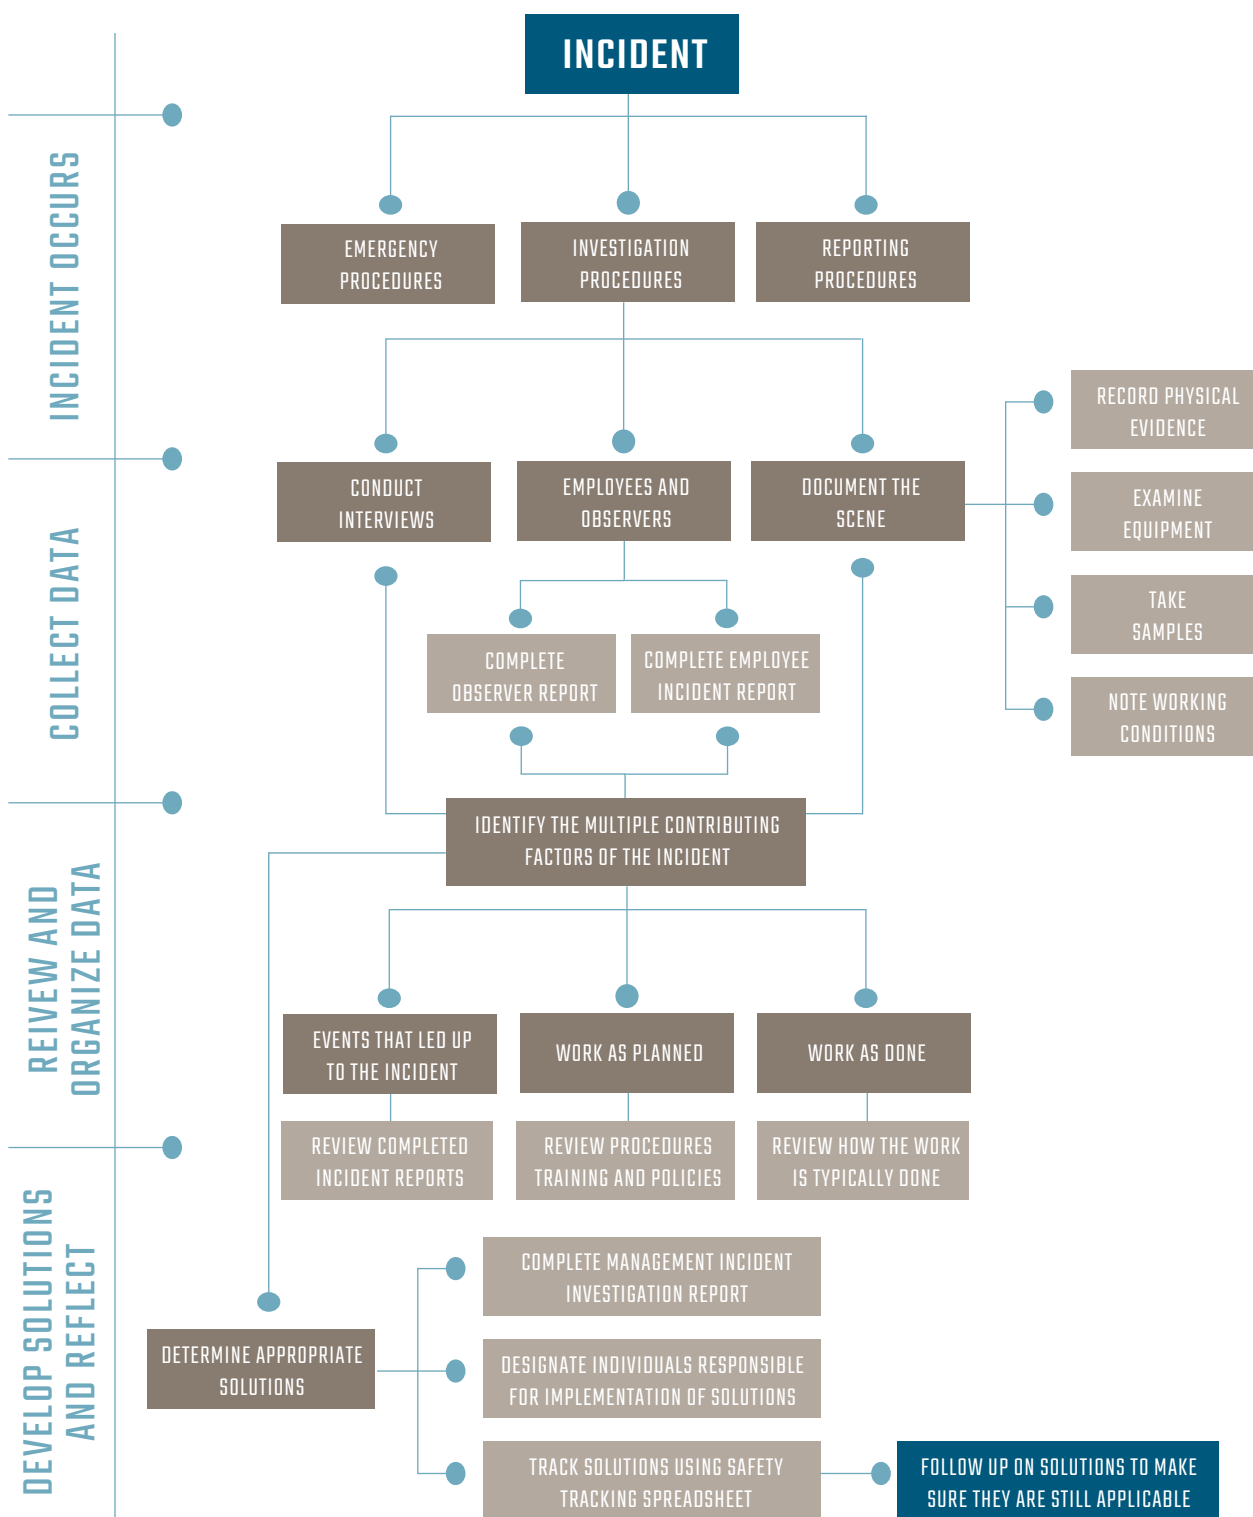 INCIDENT
INCIDENT OCCURS
EMERGENCY
PROCEDURES
INVESTIGATION
PROCEDURES
REPORTING
PROCEDURES
COLLECT DATA
CONDUCT
INTERVIEWS
EMPLOYEES AND
OBSERVERS
DOCUMENT THE
SCENE
RECORD PHYSICAL
EVIDENCE
EXAMINE
EQUIPMENT
TAKE
SAMPLES
NOTE WORKING
CONDITIONS
COMPLETE
OBSERVER REPORT
COMPLETE EMPLOYEE
INCIDENT REPORT
REIVEW AND
ORGANIZE DATA
IDENTIFY THE MULTIPLE CONTRIBUTING
FACTORS OF THE INCIDENT
EVENTS THAT LED UP
TO THE INCIDENT
WORK AS PLANNED
WORK AS DONE
REVIEW COMPLETED
INCIDENT REPORTS
REVIEW PROCEDURES
TRAINING AND POLICIES
REVIEW HOW THE WORK
IS TYPICALLY DONE
DEVELOP SOLUTIONS
AND REFLECT
DETERMINE APPROPRIATE
SOLUTIONS
COMPLETE MANAGEMENT INCIDENT
INVESTIGATION REPORT
DESIGNATE INDIVIDUALS RESPONSIBLE
FOR IMPLEMENTATION OF SOLUTIONS
TRACK SOLUTIONS USING SAFETY
TRACKING SPREADSHEET
FOLLOW UP ON SOLUTIONS TO MAKE
SURE THEY ARE STILL APPLICABLE